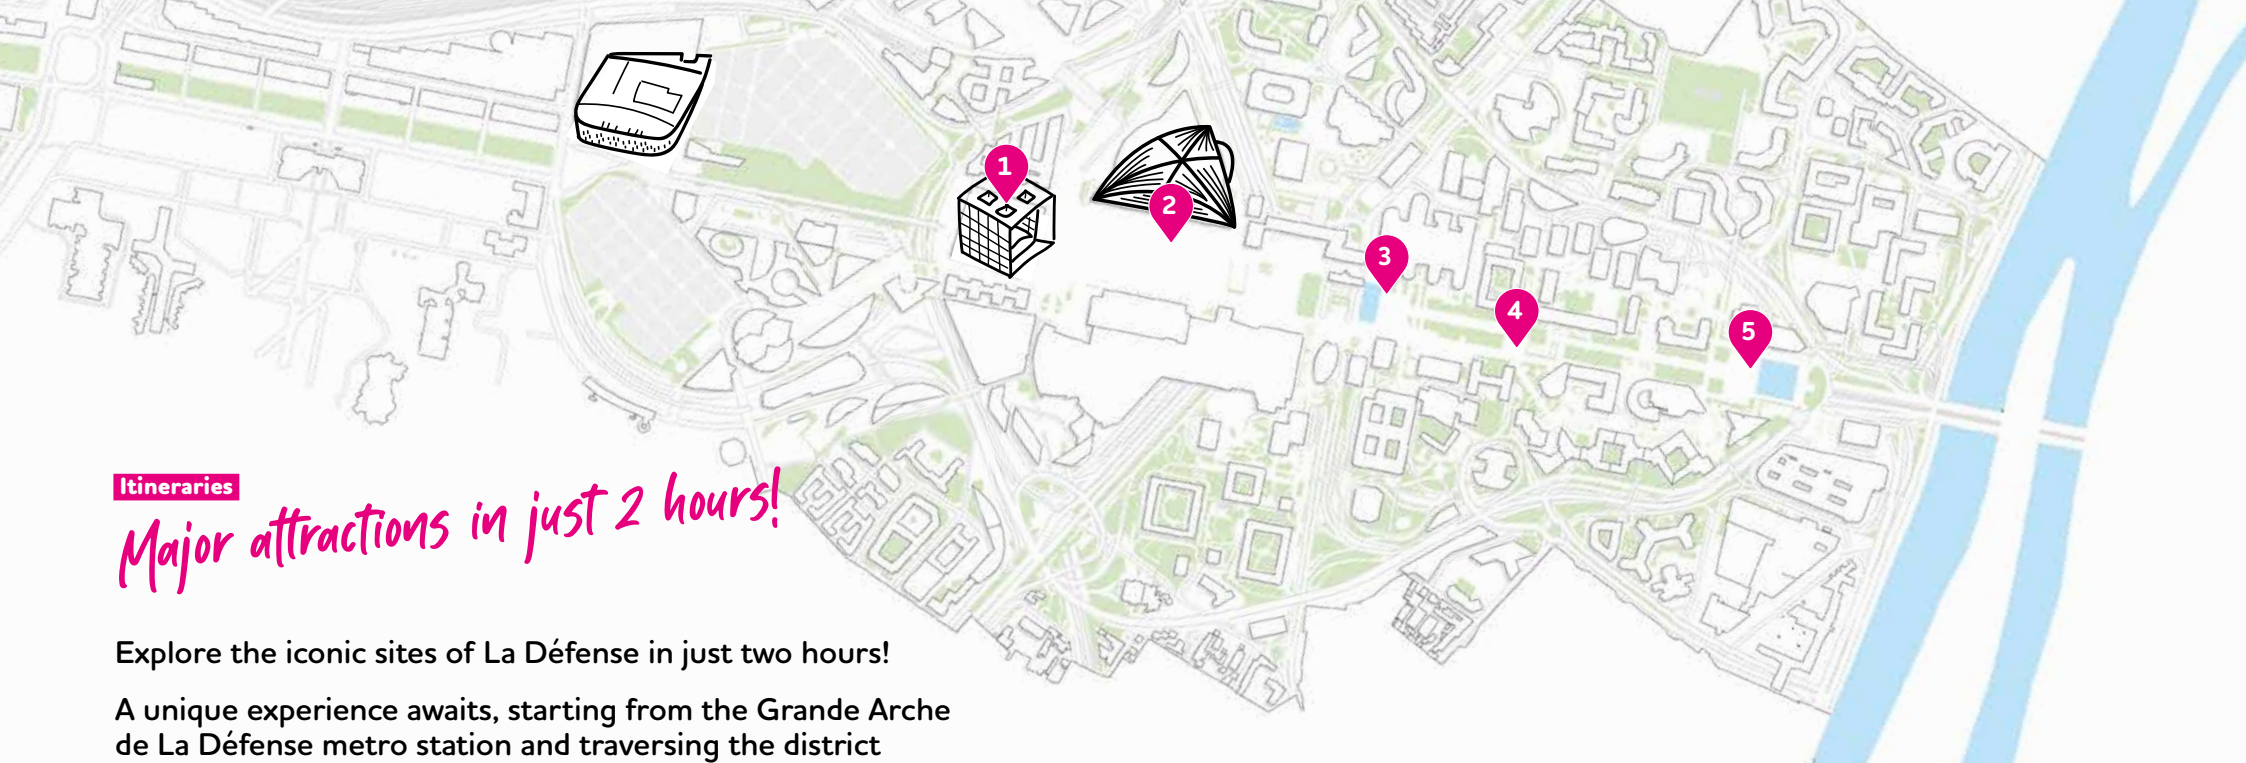 1
2
3
4
5
Itineraries
Major attractions in just 2 hours!
Explore the iconic sites of La Défense in just two hours!
A unique experience awaits, starting from the Grande Arche
de La Défense metro station and traversing the district